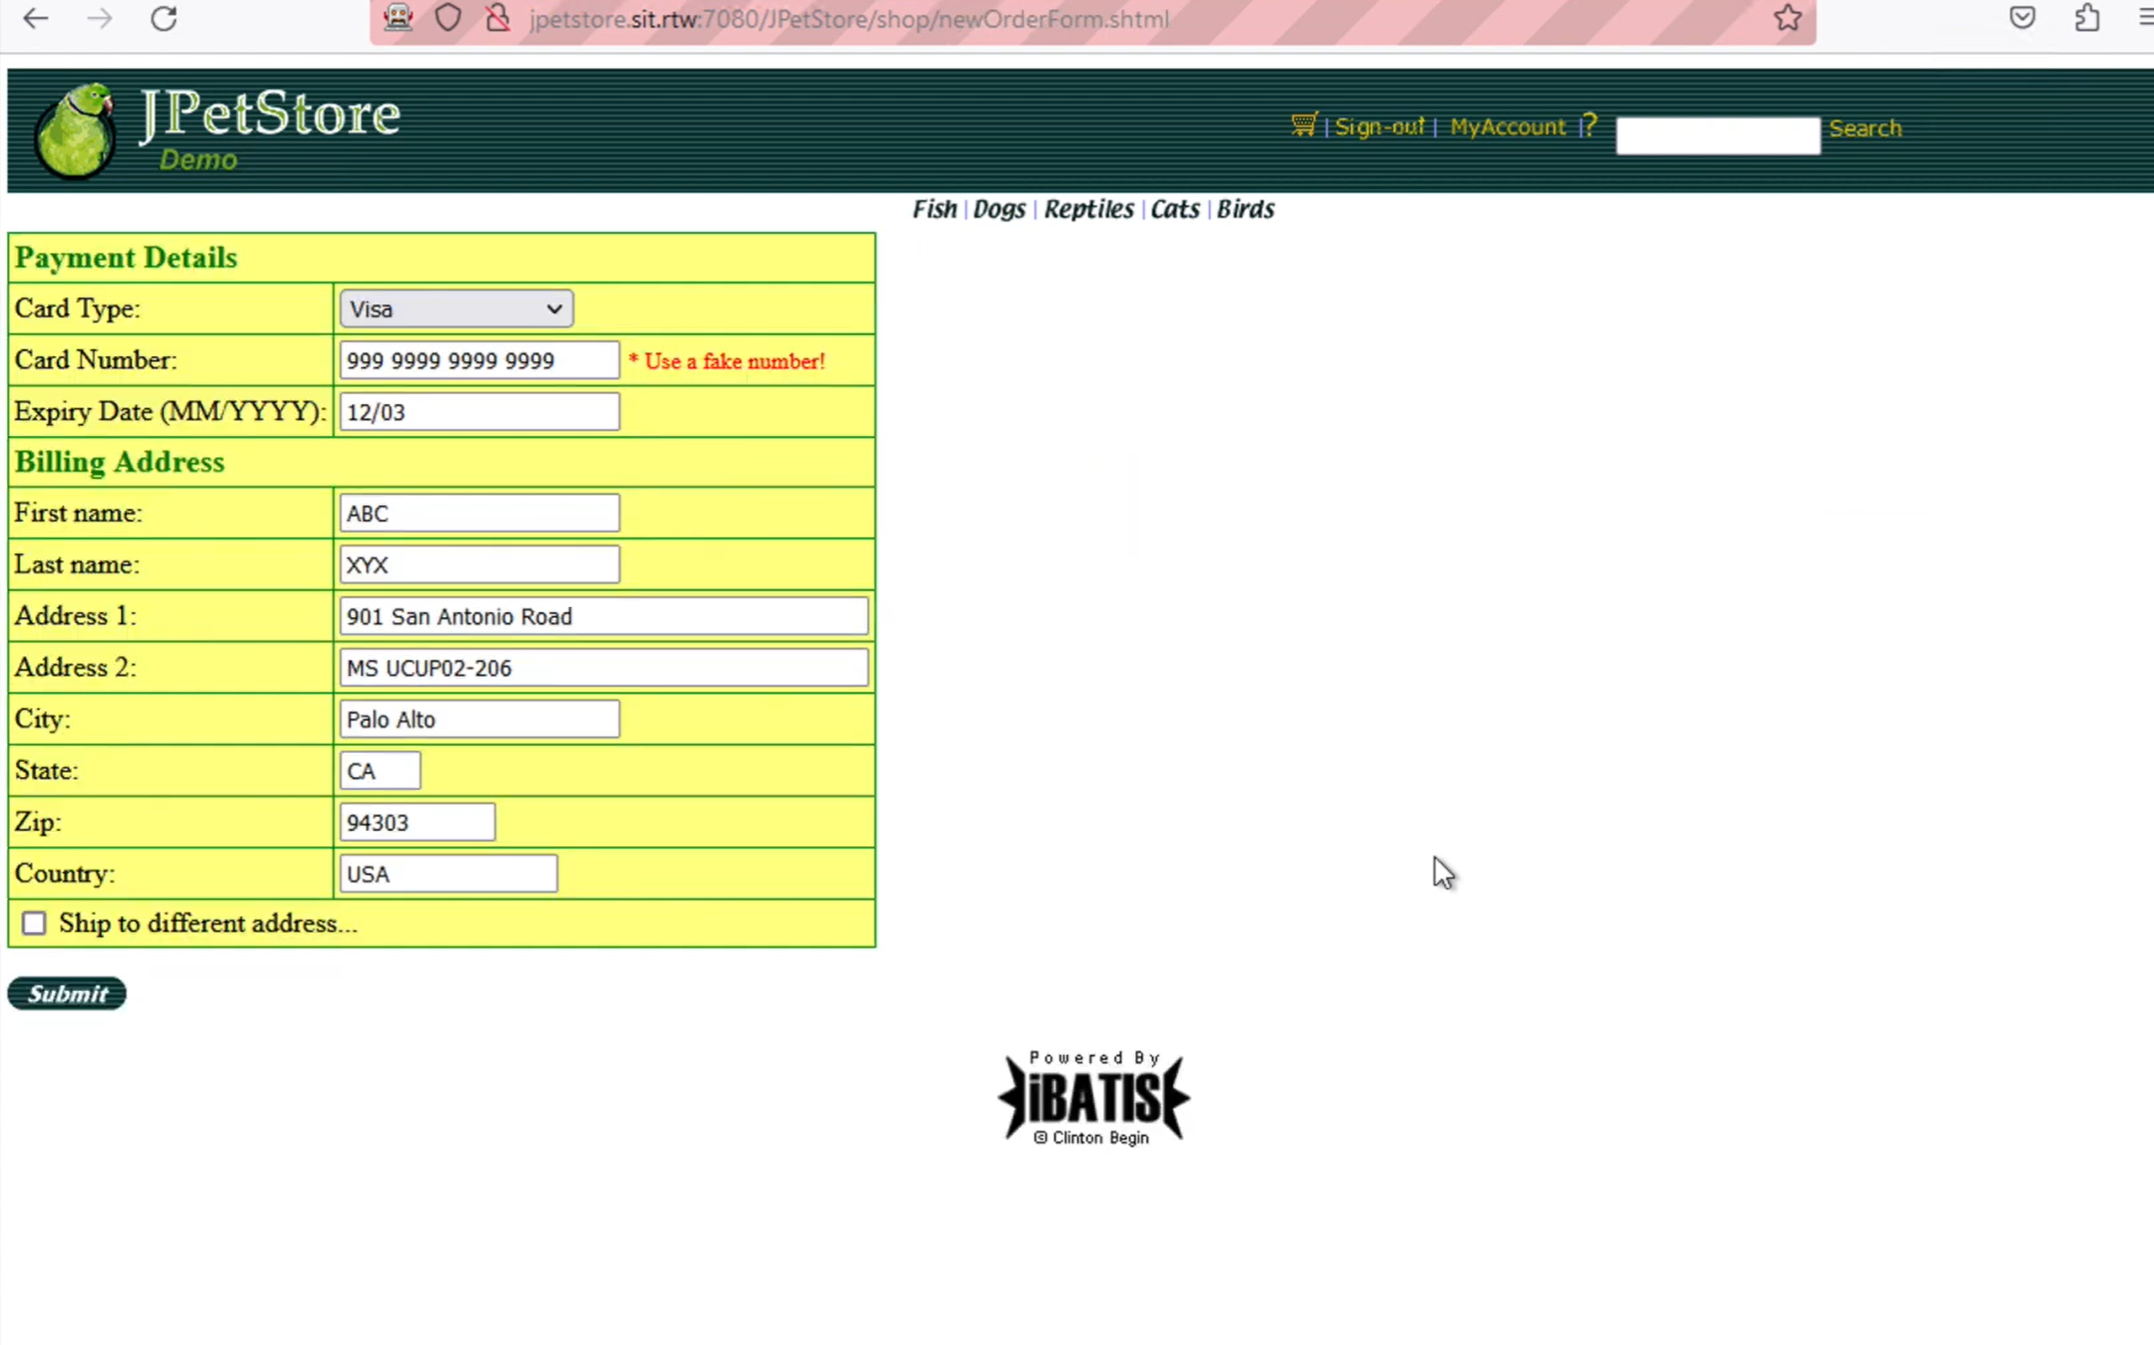 jpetstore.sit.rtw:7080/JPetStore/shop/newOrderForm.shtml
JPetStore
Demo
| Sign-out | MyAccount | ? Search
Fish | Dogs | Reptiles | Cats | Birds
Payment Details
Card Type: Visa
Card Number: 999 9999 9999 9999 * Use a fake number!
Expiry Date (MM/YYYY): 12/03
Billing Address
First name: ABC
Last name: XYX
Address 1: 901 San Antonio Road
Address 2: MS UCUP02-206
City: Palo Alto
State: CA
Zip: 94303
Country: USA
Ship to different address...
Submit
Powered By
iBATIS
© Clinton Begin